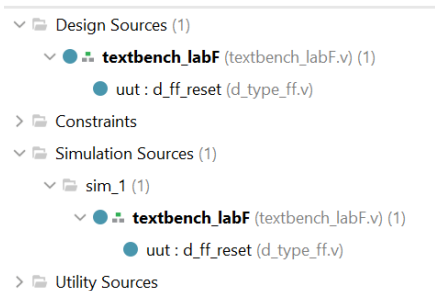 Design Sources (1)
textbench_labF (textbench_labF.v) (1)
uut : d_ff_reset (d_type_ff.v)
Constraints
Simulation Sources (1)
sim_1 (1)
textbench_labF (textbench_labF.v) (1)
uut : d_ff_reset (d_type_ff.v)
Utility Sources